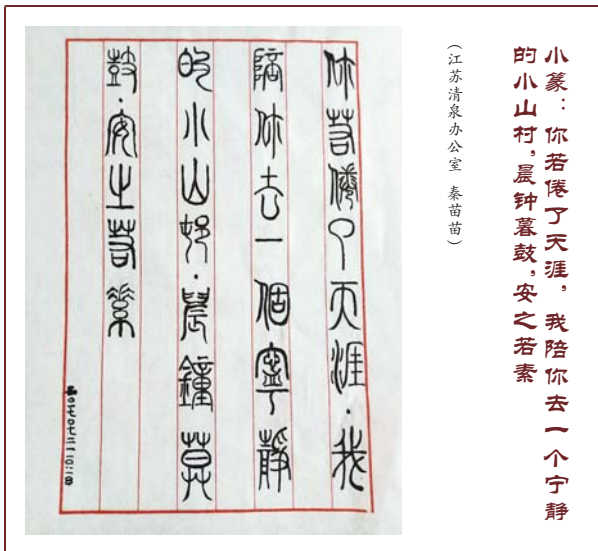 小篆：你若倦了天涯，我陪你去一个宁静
的小山村，晨钟暮鼓，安之若素
（江苏清泉办公室 秦苗苗）
你若倦了天涯·我
陪你去一個寧靜
的小山邨·晨鐘莫
鼓·安之若素